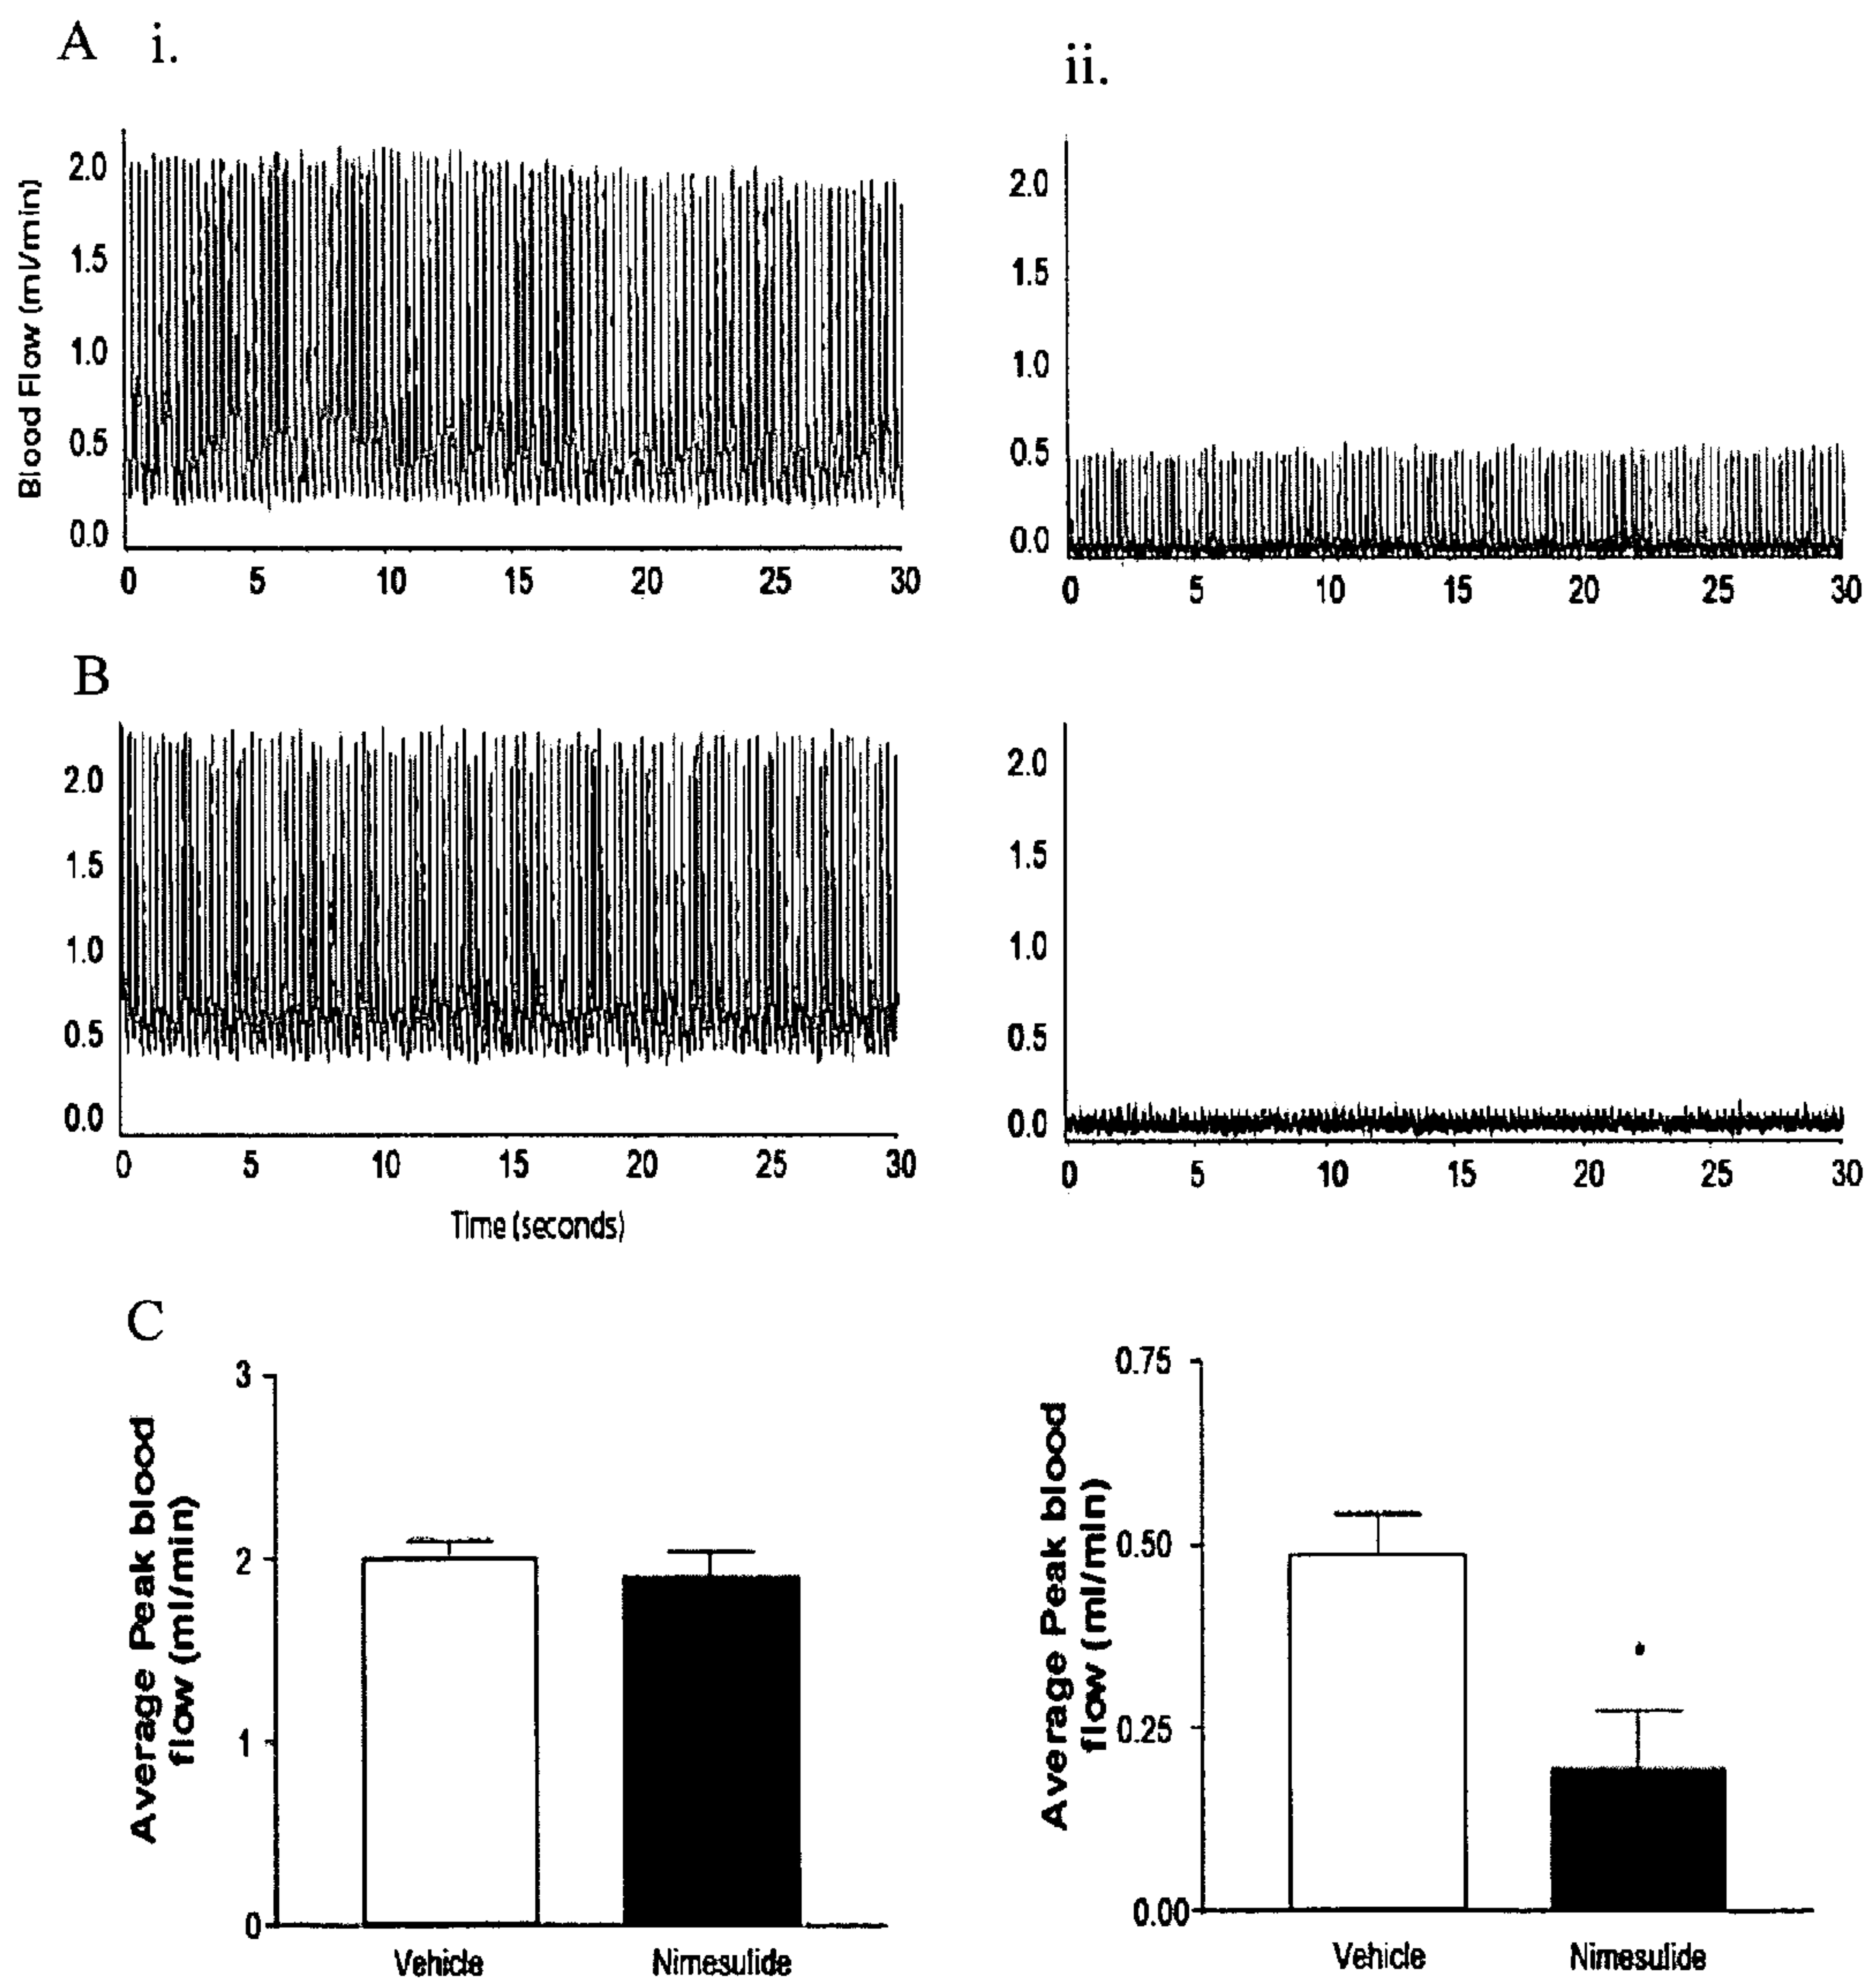 A i.
ii.
Blood Flow (ml/min)
2.0
1.5
1.0
0.5
0.0
0 5 10 15 20 25 30
2.0
1.5
1.0
0.5
0.0
0 5 10 15 20 25 30
B
2.0
1.5
1.0
0.5
0.0
0 5 10 15 20 25 30
Time (seconds)
2.0
1.5
1.0
0.5
0.0
0 5 10 15 20 25 30
C
Average Peak blood
flow (ml/min)
3
2
1
0
Vehicle Nimesulide
Average Peak blood
flow (ml/min)
0.75
0.50
0.25
0.00
Vehicle Nimesulide